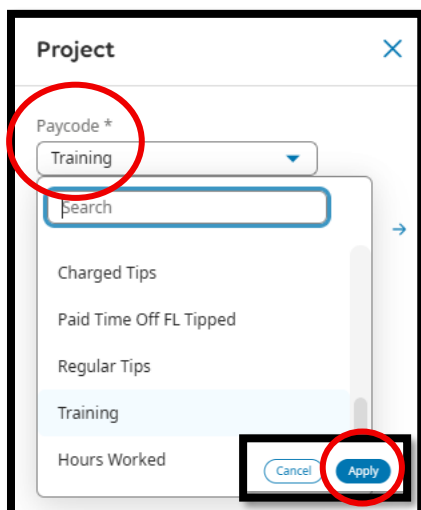 Project
Paycode *
Training
Search
Charged Tips
Paid Time Off FL Tipped
Regular Tips
Training
Hours Worked
Cancel
Apply